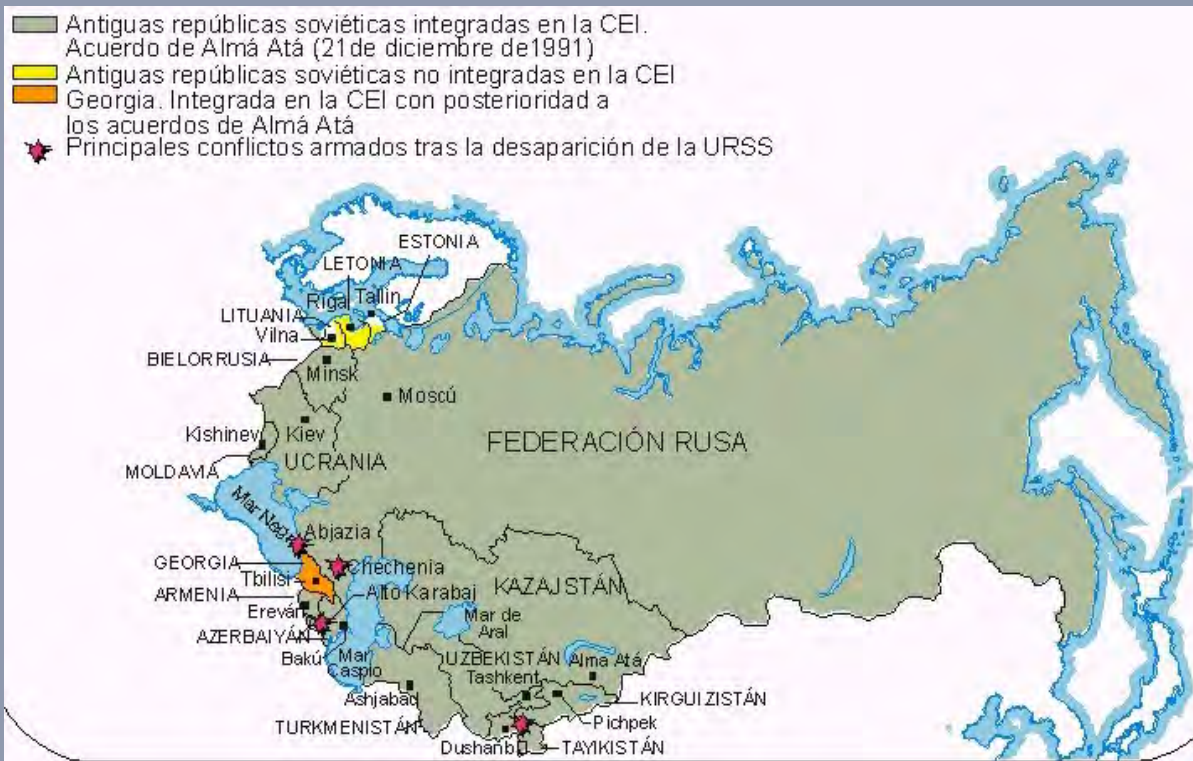 Antiguas repúblicas soviéticas integradas en la CEI.
Acuerdo de Almá Atá (21de diciembre de1991)
Antiguas repúblicas soviéticas no integradas en la CEI
Georgia. Integrada en la CEI con posterioridad a
los acuerdos de Almá Atá
Principales conflictos armados tras la desaparición de la URSS
ESTONIA
LETONIA
Riga
Tallin
LITUANIA
Vilna
BIELORRUSIA
Minsk
Moscú
Kishinev
Kiev
FEDERACIÓN RUSA
MOLDAVIA
UCRANIA
Mar Negro
Abjazia
GEORGIA
Chechenia
Tbilisi
KAZAJSTÁN
ARMENIA
Alto Karabaj
Ereván
Mar de
Aral
AZERBAIYÁN
Bakú
Mar
Caspio
UZBEKISTÁN
Alma Atá
Tashkent
Ashjabad
KIRGUIZISTÁN
TURKMENISTÁN
Pichpek
Dushanbé
TAYIKISTÁN